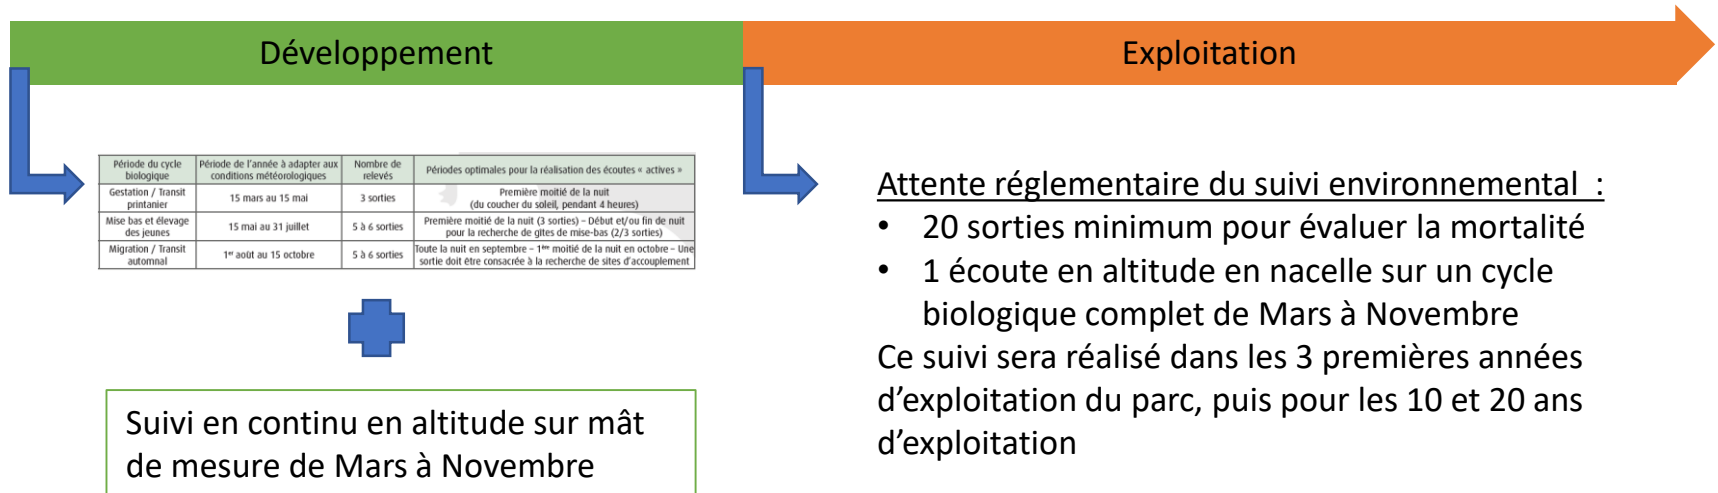 Développement
Exploitation
Période du cycle biologique
Période de l'année à adapter aux conditions météorologiques
Nombre de relevés
Périodes optimales pour la réalisation des écoutes « actives »
Gestation / Transit printanier
15 mars au 15 mai
3 sorties
Première moitié de la nuit
(du coucher du soleil, pendant 4 heures)
Mise bas et élevage des jeunes
15 mai au 31 juillet
5 à 6 sorties
Première moitié de la nuit (3 sorties) – Début et/ou fin de nuit
pour la recherche de gîtes de mise-bas (2/3 sorties)
Migration / Transit automnal
1er août au 15 octobre
5 à 6 sorties
Toute la nuit en septembre – 1ère moitié de la nuit en octobre – Une
sortie doit être consacrée à la recherche de sites d'accouplement
Suivi en continu en altitude sur mât
de mesure de Mars à Novembre
Attente réglementaire du suivi environnemental :
• 20 sorties minimum pour évaluer la mortalité
• 1 écoute en altitude en nacelle sur un cycle
biologique complet de Mars à Novembre
Ce suivi sera réalisé dans les 3 premières années
d'exploitation du parc, puis pour les 10 et 20 ans
d'exploitation